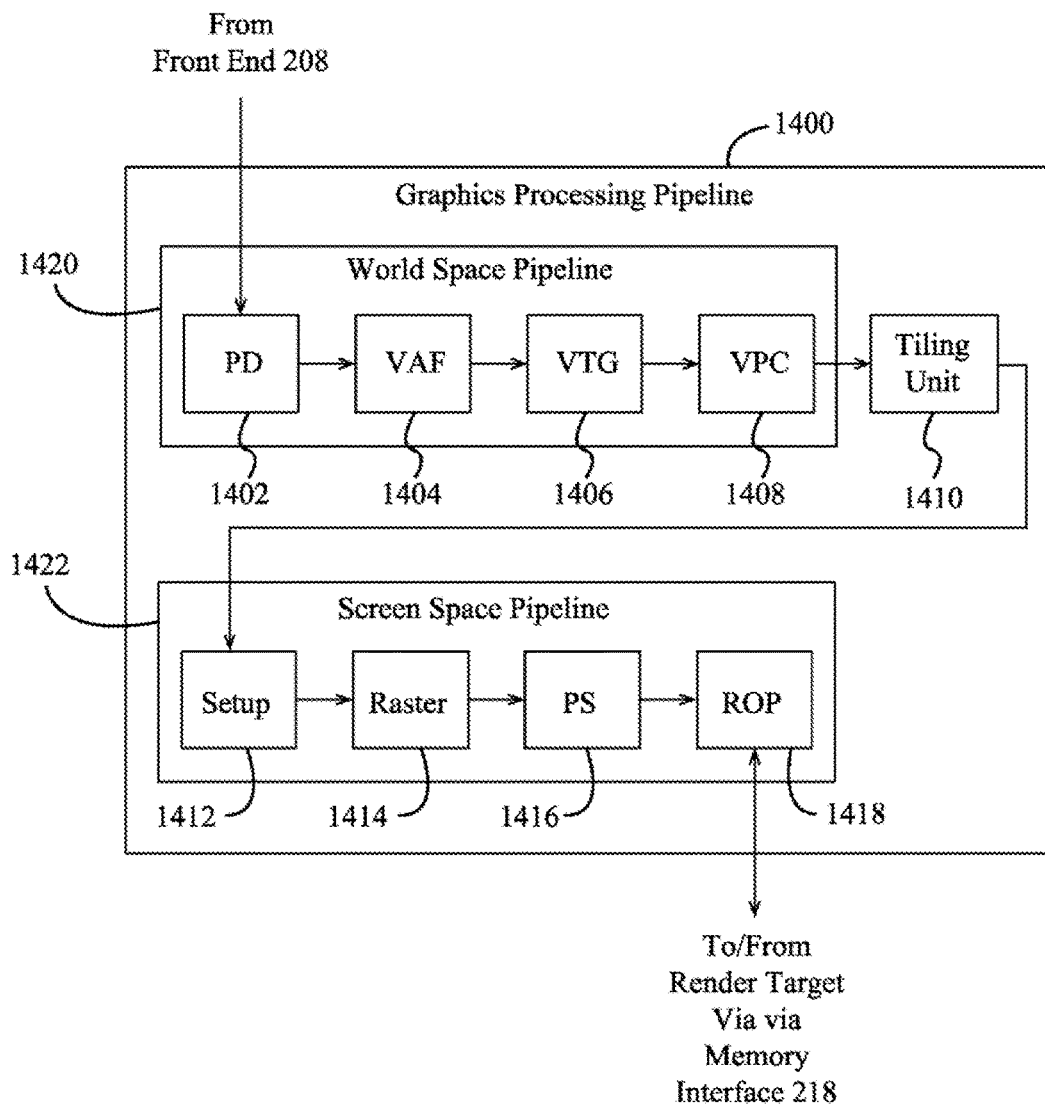 From
Front End 208
1400
Graphics Processing Pipeline
1420
World Space Pipeline
PD
VAF
VTG
VPC
Tiling
Unit
1402
1404
1406
1408
1410
1422
Screen Space Pipeline
Setup
Raster
PS
ROP
1412
1414
1416
1418
To/From
Render Target
Via via
Memory
Interface 218